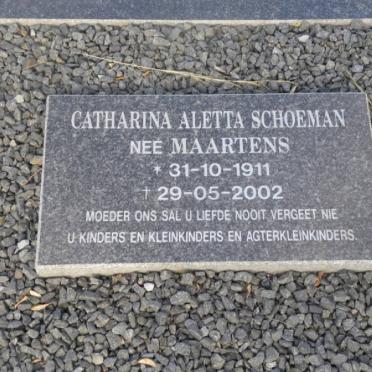 CATHARINA ALETTA SCHOEMAN
NEÉ MAARTENS
* 31-10-1911
† 29-05-2002
MOEDER ONS SAL U LIEFDE NOOIT VERGEET NIE
U KINDERS EN KLEINKINDERS EN AGTERKLEINKINDERS.